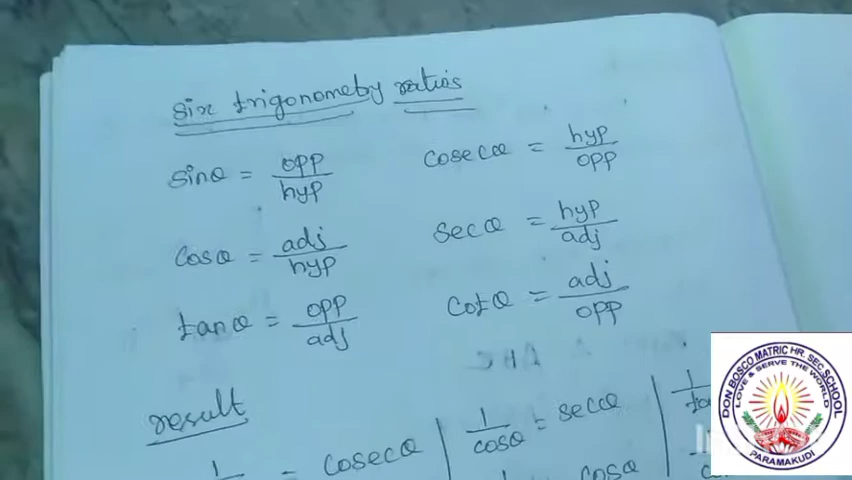 six trigonometry ratios
sinθ = opp/hyp cosecθ = hyp/opp
cosθ = adj/hyp secθ = hyp/adj
tanθ = opp/adj cotθ = adj/opp
result
1/ = cosecθ | 1/cosθ = secθ | 1/
cosθ
DON BOSCO MATRIC HR. SEC SCHOOL
LOVE & SERVE THE WORLD
PARAMAKUDI